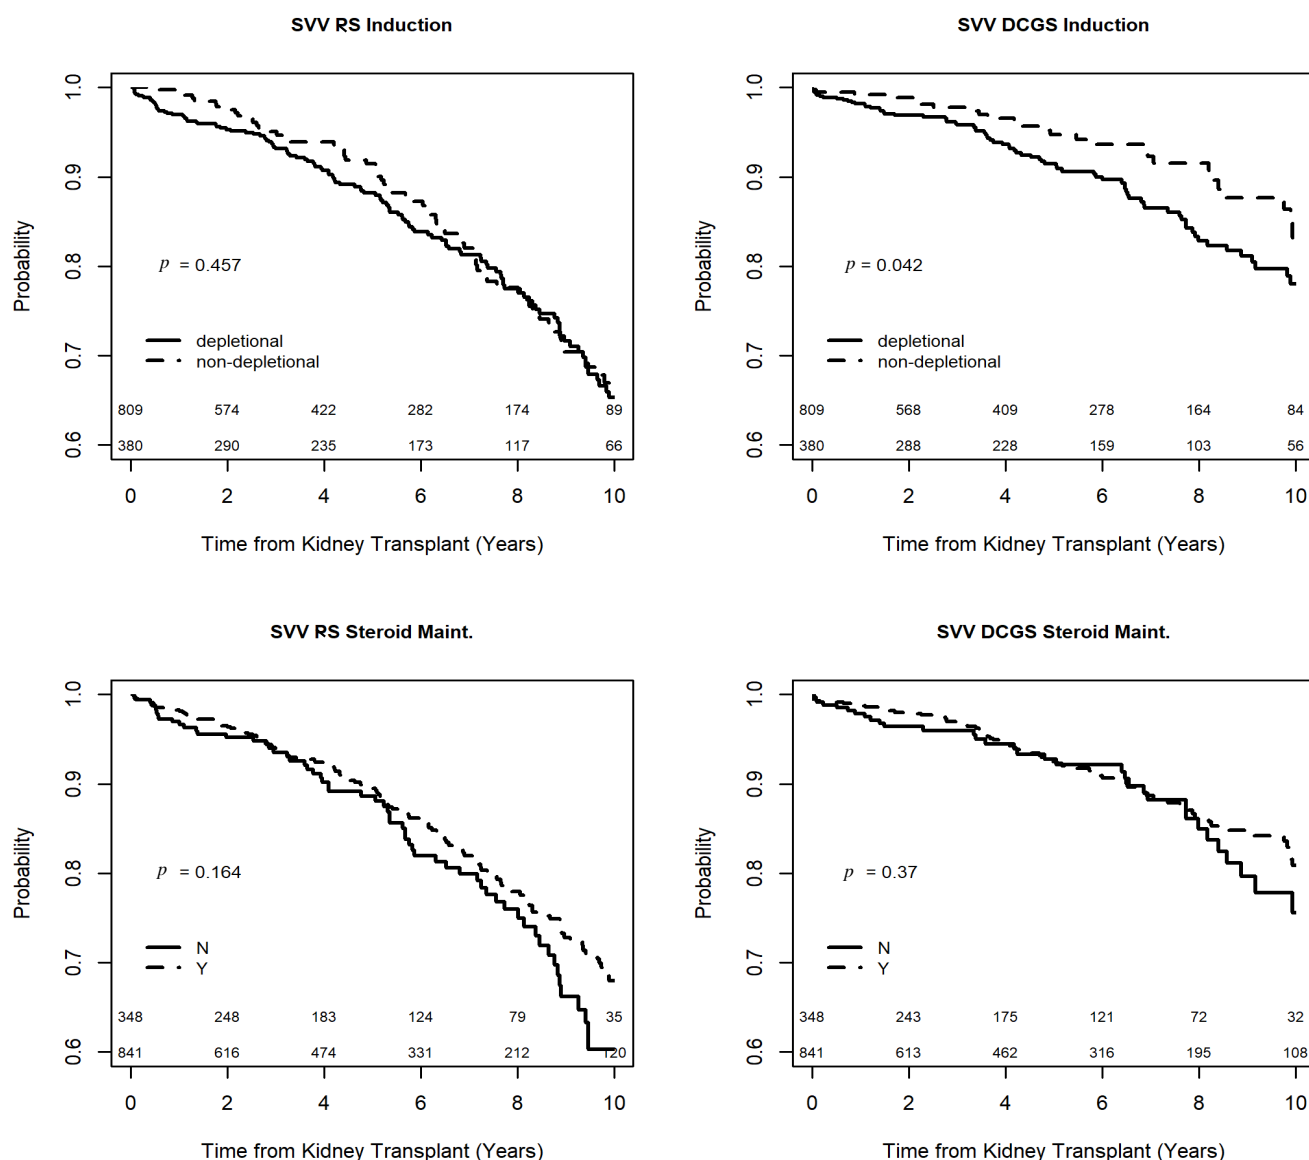 SVV RS Induction
1.0
0.9
0.8
0.7
0.6
Probability
p = 0.457
depletional
non-depletional
809 574 422 282 174 89
380 290 235 173 117 66
0 2 4 6 8 10
Time from Kidney Transplant (Years)
SVV DCGS Induction
1.0
0.9
0.8
0.7
0.6
Probability
p = 0.042
depletional
non-depletional
809 568 409 278 164 84
380 288 228 159 103 56
0 2 4 6 8 10
Time from Kidney Transplant (Years)
SVV RS Steroid Maint.
1.0
0.9
0.8
0.7
0.6
Probability
p = 0.164
N
Y
348 248 183 124 79 35
841 616 474 331 212 120
0 2 4 6 8 10
Time from Kidney Transplant (Years)
SVV DCGS Steroid Maint.
1.0
0.9
0.8
0.7
0.6
Probability
p = 0.37
N
Y
348 243 175 121 72 32
841 613 462 316 195 108
0 2 4 6 8 10
Time from Kidney Transplant (Years)